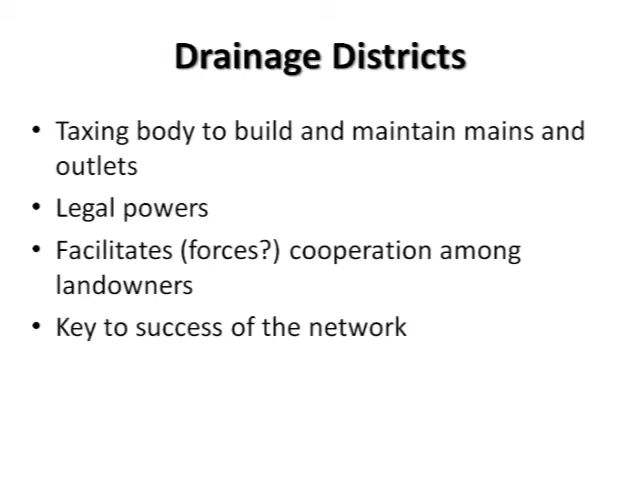 Drainage Districts
• Taxing body to build and maintain mains and
outlets
• Legal powers
• Facilitates (forces?) cooperation among
landowners
• Key to success of the network